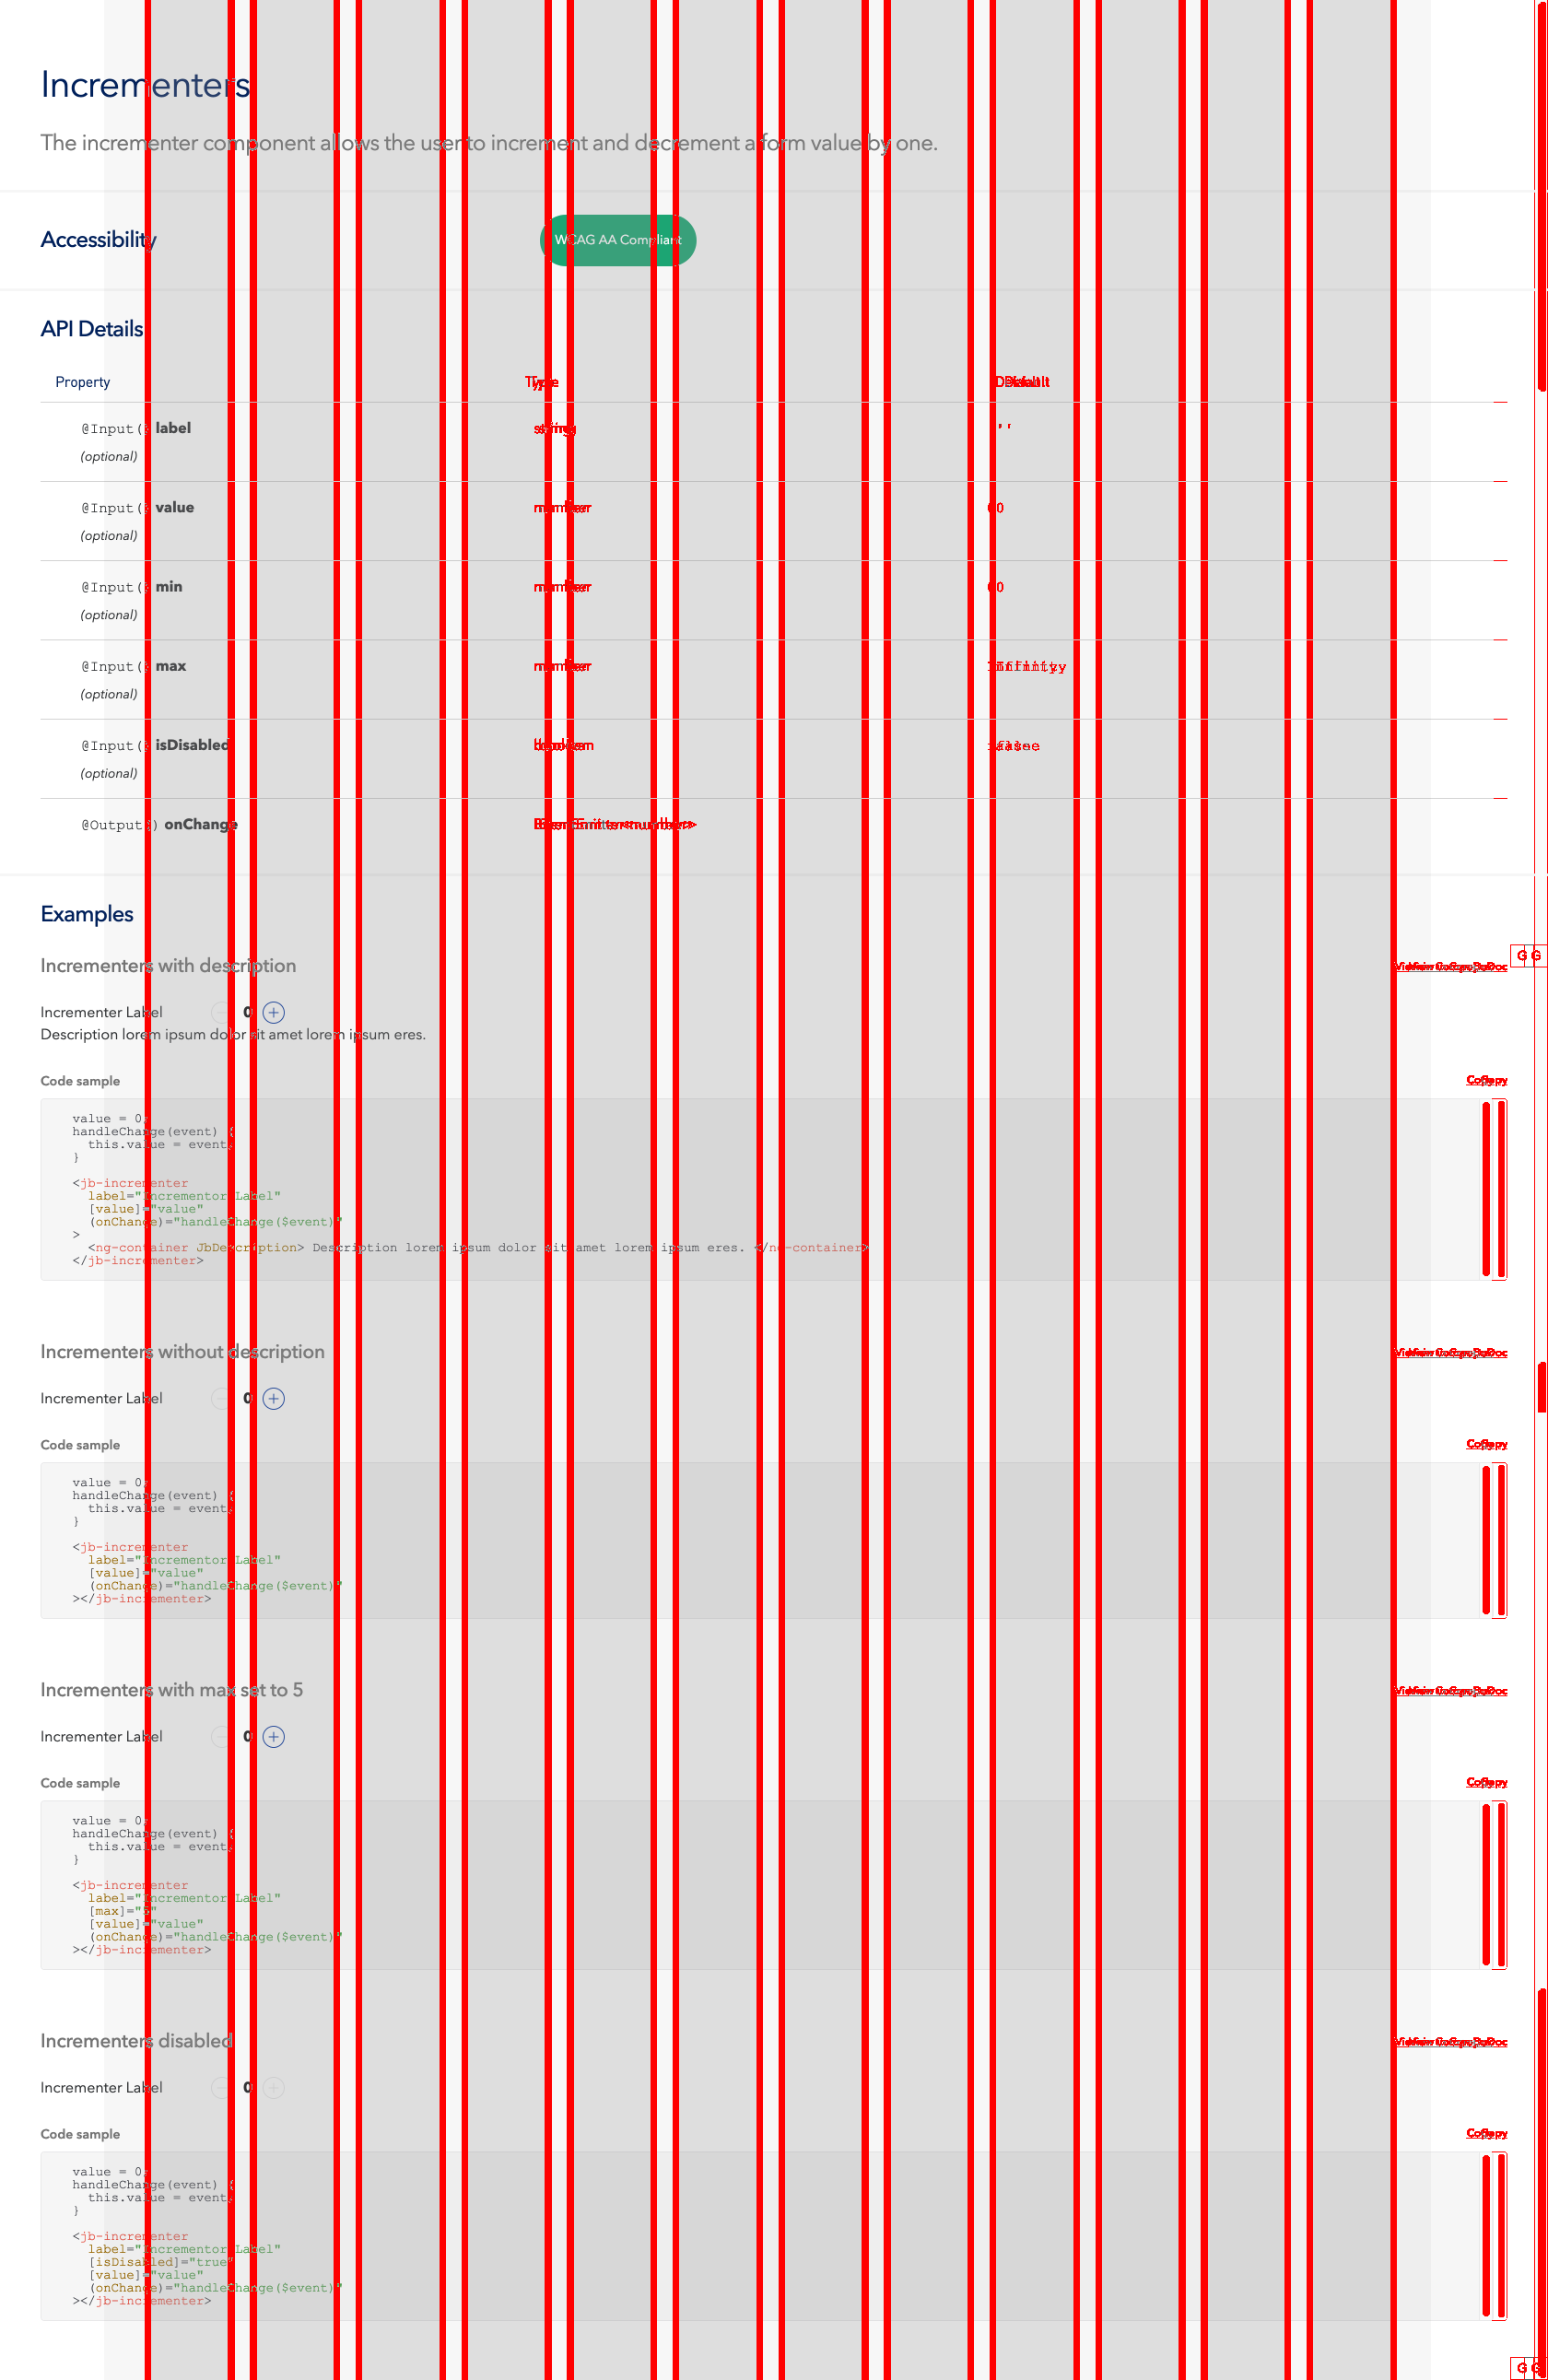 Incrementers
The incrementer component allows the user to increment and decrement a form value by one.
Accessibility
WCAG AA Compliant
API Details
Property Type Default
@Input() label string ''
(optional)
@Input() value number 0
(optional)
@Input() min number 0
(optional)
@Input() max number Infinity
(optional)
@Input() isDisabled boolean false
(optional)
@Output() onChange EventEmitter<number>
Examples
Incrementers with description
G G
Incrementer Label 0
Description lorem ipsum dolor sit amet lorem ipsum eres.
Code sample Copy
value = 0;
handleChange(event) {
this.value = event;
}
<jb-incrementer
label="Incrementor Label"
[value]="value"
(onChange)="handleChange($event)"
>
<ng-container JbDescription> Description lorem ipsum dolor sit amet lorem ipsum eres. </ng-container>
</jb-incrementer>
Incrementers without description
Incrementer Label 0
Code sample Copy
value = 0;
handleChange(event) {
this.value = event;
}
<jb-incrementer
label="Incrementor Label"
[value]="value"
(onChange)="handleChange($event)"
></jb-incrementer>
Incrementers with max set to 5
Incrementer Label 0
Code sample Copy
value = 0;
handleChange(event) {
this.value = event;
}
<jb-incrementer
label="Incrementor Label"
[max]="5"
[value]="value"
(onChange)="handleChange($event)"
></jb-incrementer>
Incrementers disabled
Incrementer Label 0
Code sample Copy
value = 0;
handleChange(event) {
this.value = event;
}
<jb-incrementer
label="Incrementor Label"
[isDisabled]="true"
[value]="value"
(onChange)="handleChange($event)"
></jb-incrementer>
G G